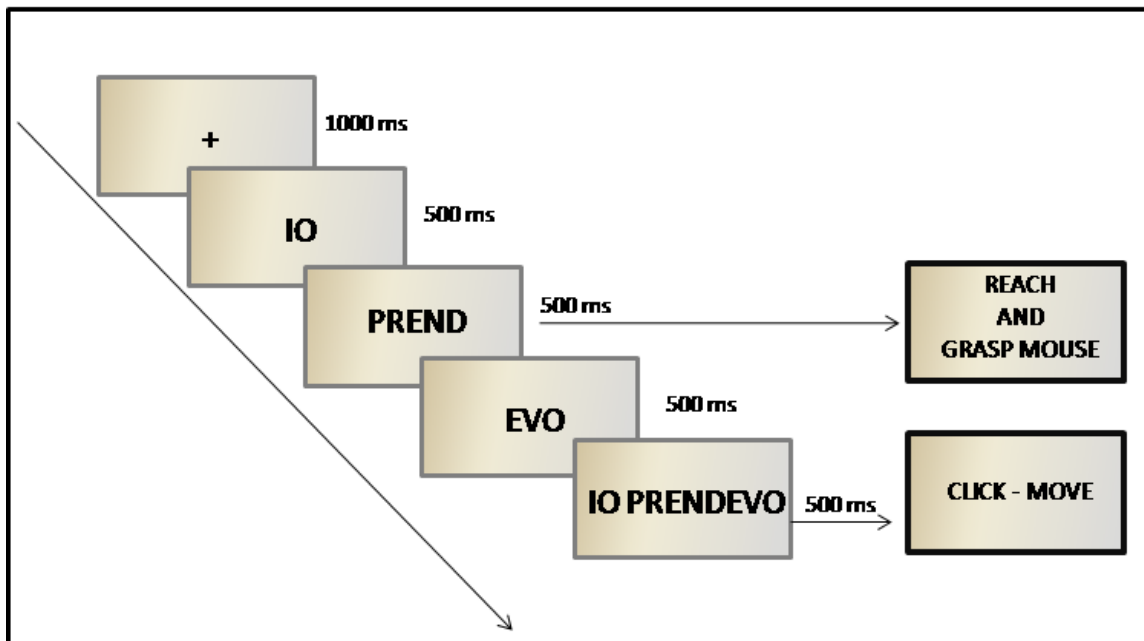 +
1000 ms
IO
500 ms
PREND
500 ms
REACH
AND
GRASP MOUSE
EVO
500 ms
IO PRENDEVO
500 ms
CLICK - MOVE